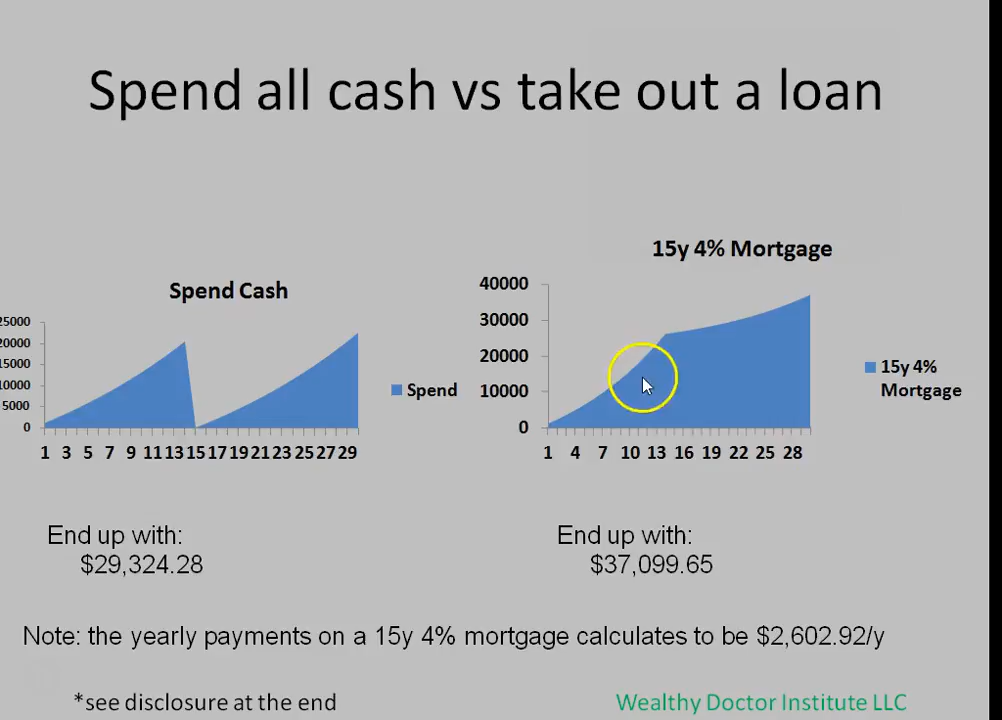 Spend all cash vs take out a loan
Spend Cash
25000
20000
15000
10000
5000
0
1 3 5 7 9 11 13 15 17 19 21 23 25 27 29
Spend
15y 4% Mortgage
40000
30000
20000
10000
0
1 4 7 10 13 16 19 22 25 28
15y 4%
Mortgage
End up with:
$29,324.28
End up with:
$37,099.65
Note: the yearly payments on a 15y 4% mortgage calculates to be $2,602.92/y
*see disclosure at the end
Wealthy Doctor Institute LLC